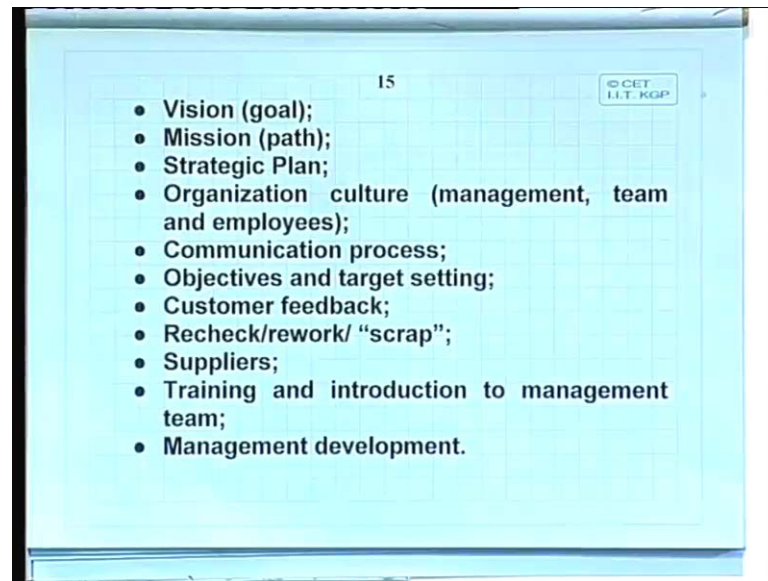 15
© CET
I.I.T. KGP
• Vision (goal);
• Mission (path);
• Strategic Plan;
• Organization culture (management, team
and employees);
• Communication process;
• Objectives and target setting;
• Customer feedback;
• Recheck/rework/ “scrap”;
• Suppliers;
• Training and introduction to management
team;
• Management development.